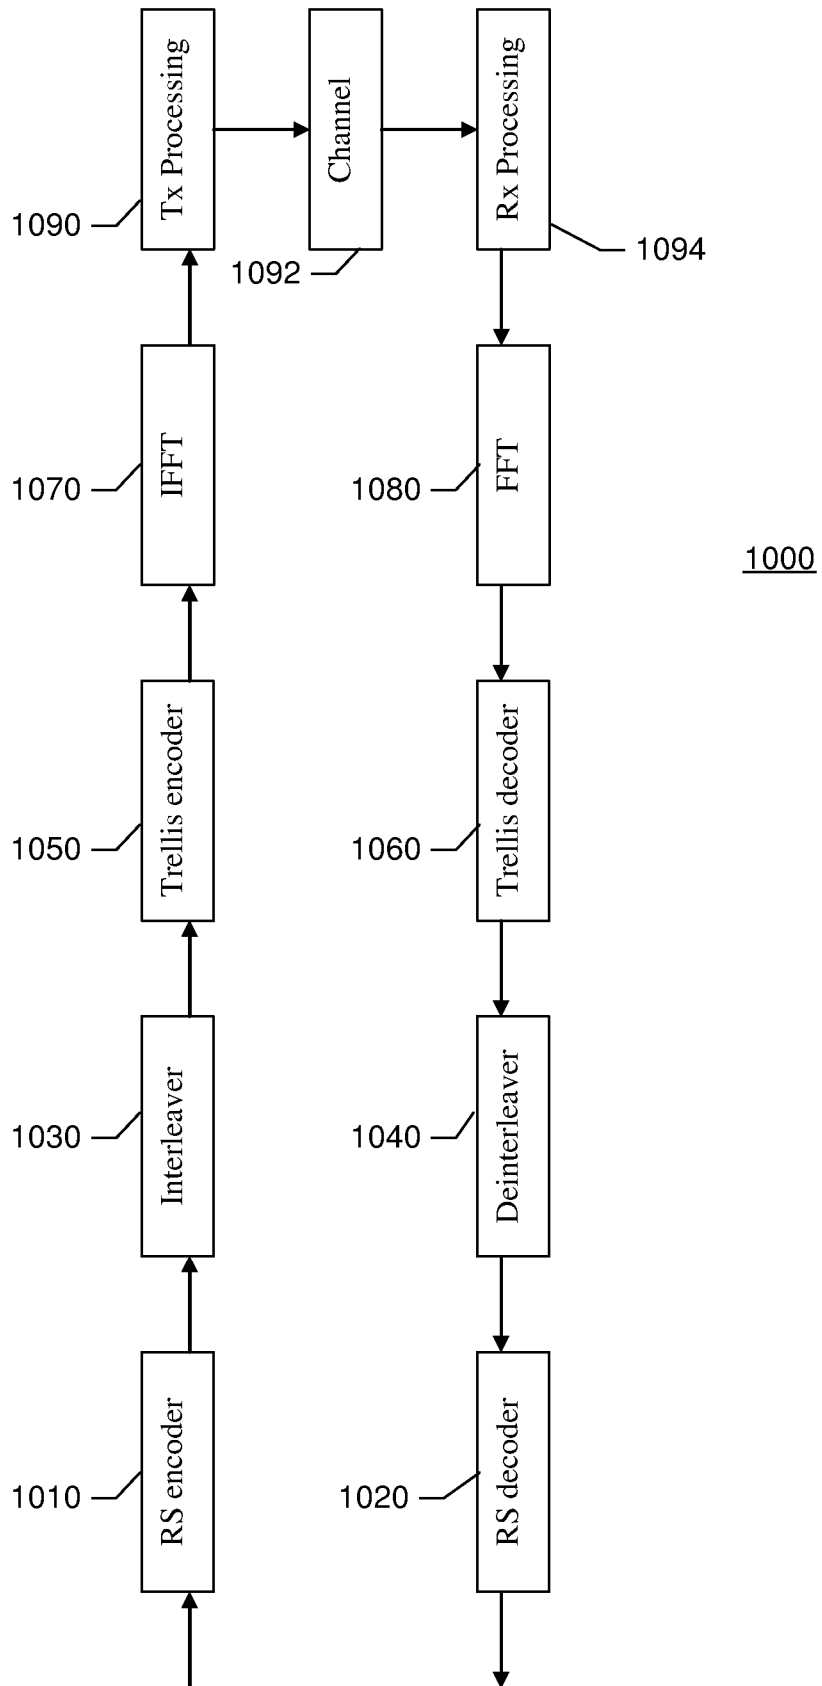 Tx Processing
Channel
Rx Processing
1090
1092
1094
IFFT
FFT
1070
1080
1000
Trellis encoder
Trellis decoder
1050
1060
Interleaver
Deinterleaver
1030
1040
RS encoder
RS decoder
1010
1020